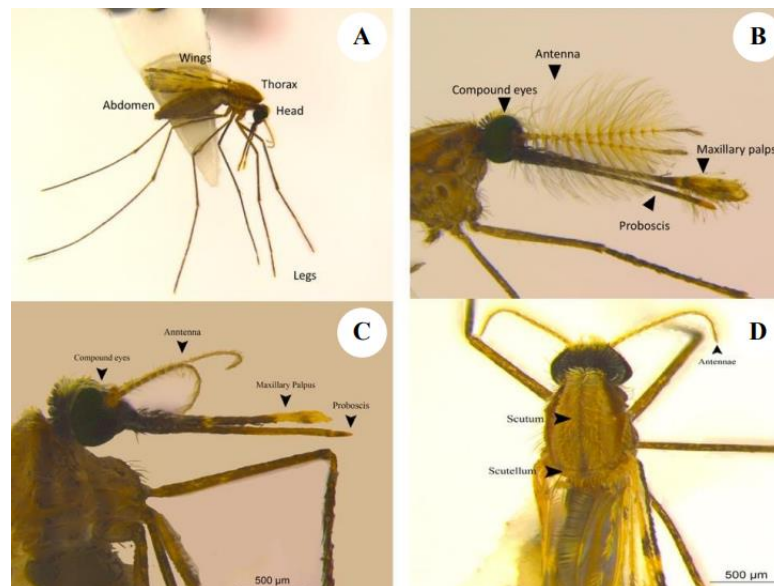 A
Wings
Thorax
Abdomen
Head
Legs
B
Antenna
Compound eyes
Maxillary palps
Proboscis
C
Anntenna
Compound eyes
Maxillary Palpus
Proboscis
500 µm
D
Antennae
Scutum
Scutellum
500 µm